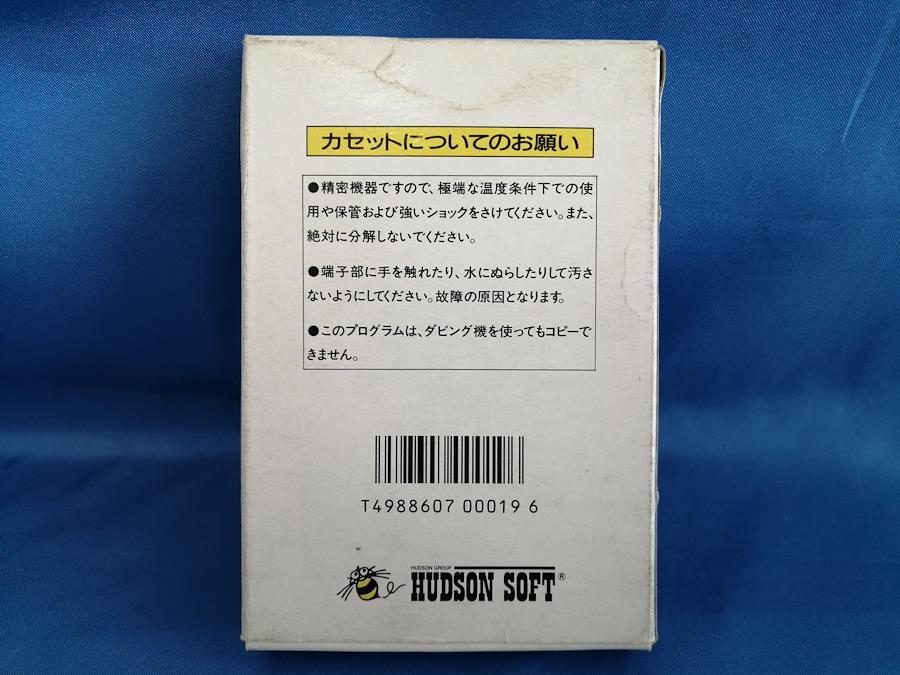 カセットについてのお願い
●精密機器ですので、極端な温度条件下での使
用や保管および強いショックをさけてください。また、
絶対に分解しないでください。
●端子部に手を触れたり、水にぬらしたりして汚さ
ないようにしてください。故障の原因となります。
●このプログラムは、ダビング機を使ってもコピーで
きません。
T4988607 00019 6
HUDSON GROUP
HUDSON SOFT®